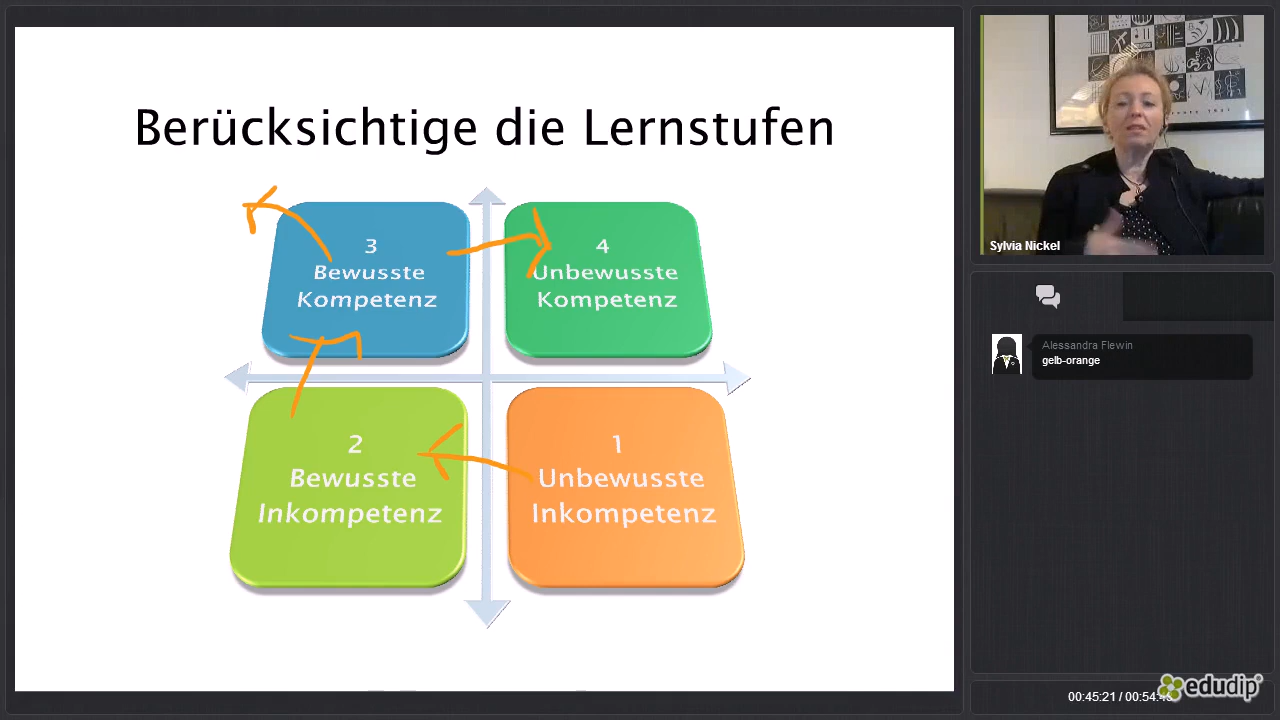 Berücksichtige die Lernstufen
3
Bewusste
Kompetenz
4
Unbewusste
Kompetenz
2
Bewusste
Inkompetenz
1
Unbewusste
Inkompetenz
Sylvia Nickel
Alessandra Flewin
gelb-orange
00:45:21 / 00:54:4
edudip